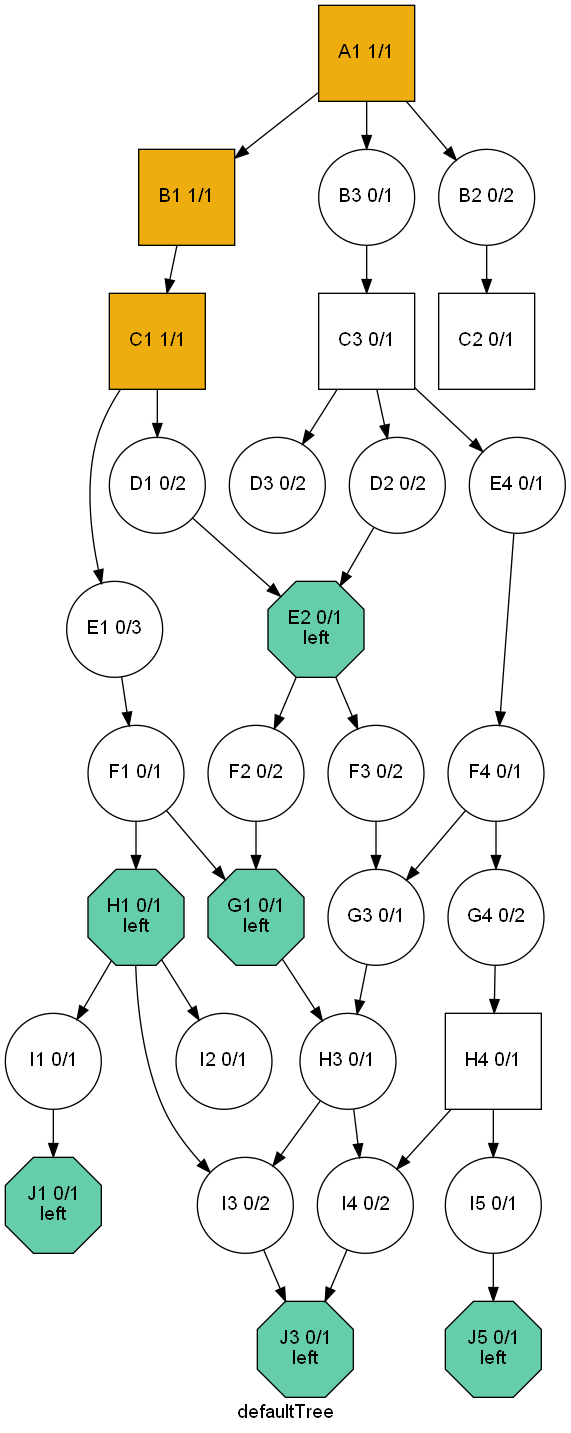 A1 1/1
B1 1/1
B3 0/1
B2 0/2
C1 1/1
C3 0/1
C2 0/1
D1 0/2
D3 0/2
D2 0/2
E4 0/1
E1 0/3
E2 0/1
left
F1 0/1
F2 0/2
F3 0/2
F4 0/1
H1 0/1
left
G1 0/1
left
G3 0/1
G4 0/2
I1 0/1
I2 0/1
H3 0/1
H4 0/1
J1 0/1
left
I3 0/2
I4 0/2
I5 0/1
J3 0/1
left
J5 0/1
left
defaultTree